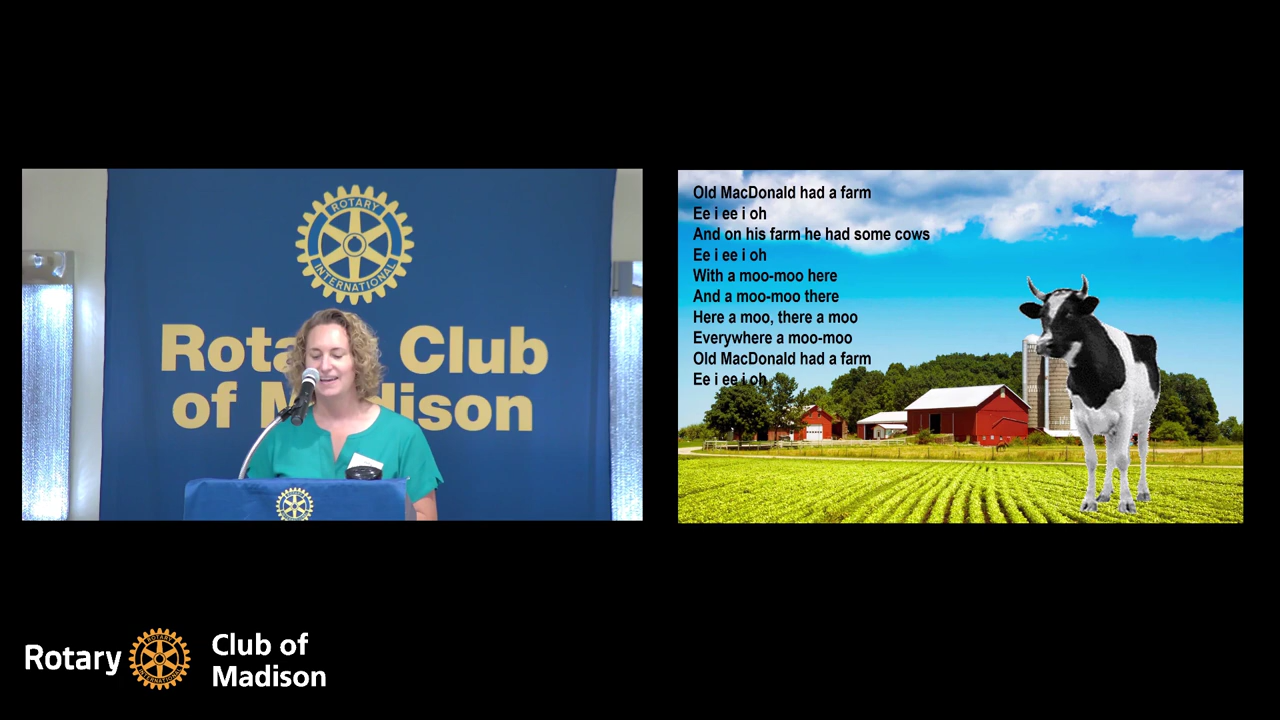 ROTARY
INTERNATIONAL
Rota Club
of M dison
Old MacDonald had a farm
Ee i ee i oh
And on his farm he had some cows
Ee i ee i oh
With a moo-moo here
And a moo-moo there
Here a moo, there a moo
Everywhere a moo-moo
Old MacDonald had a farm
Ee i ee i oh
Rotary
ROTARY
INTERNATIONAL
Club of
Madison